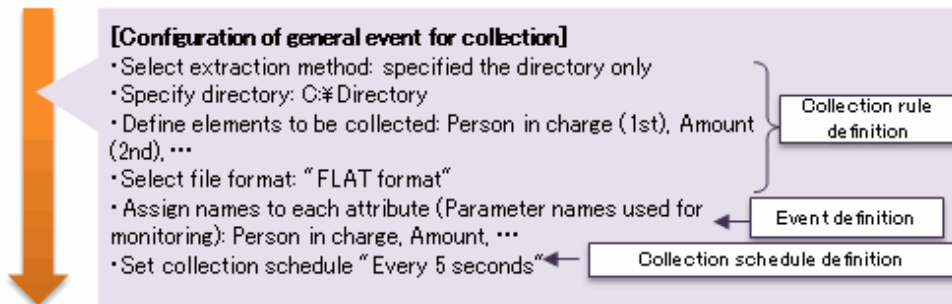 [Configuration of general event for collection]
・Select extraction method: specified the directory only
・Specify directory: C:¥Directory
・Define elements to be collected: Person in charge (1st), Amount
(2nd), ･･･
・Select file format: "FLAT format"
・Assign names to each attribute (Parameter names used for
monitoring): Person in charge, Amount, ･･･
・Set collection schedule "Every 5 seconds"
Collection rule
definition
Event definition
Collection schedule definition